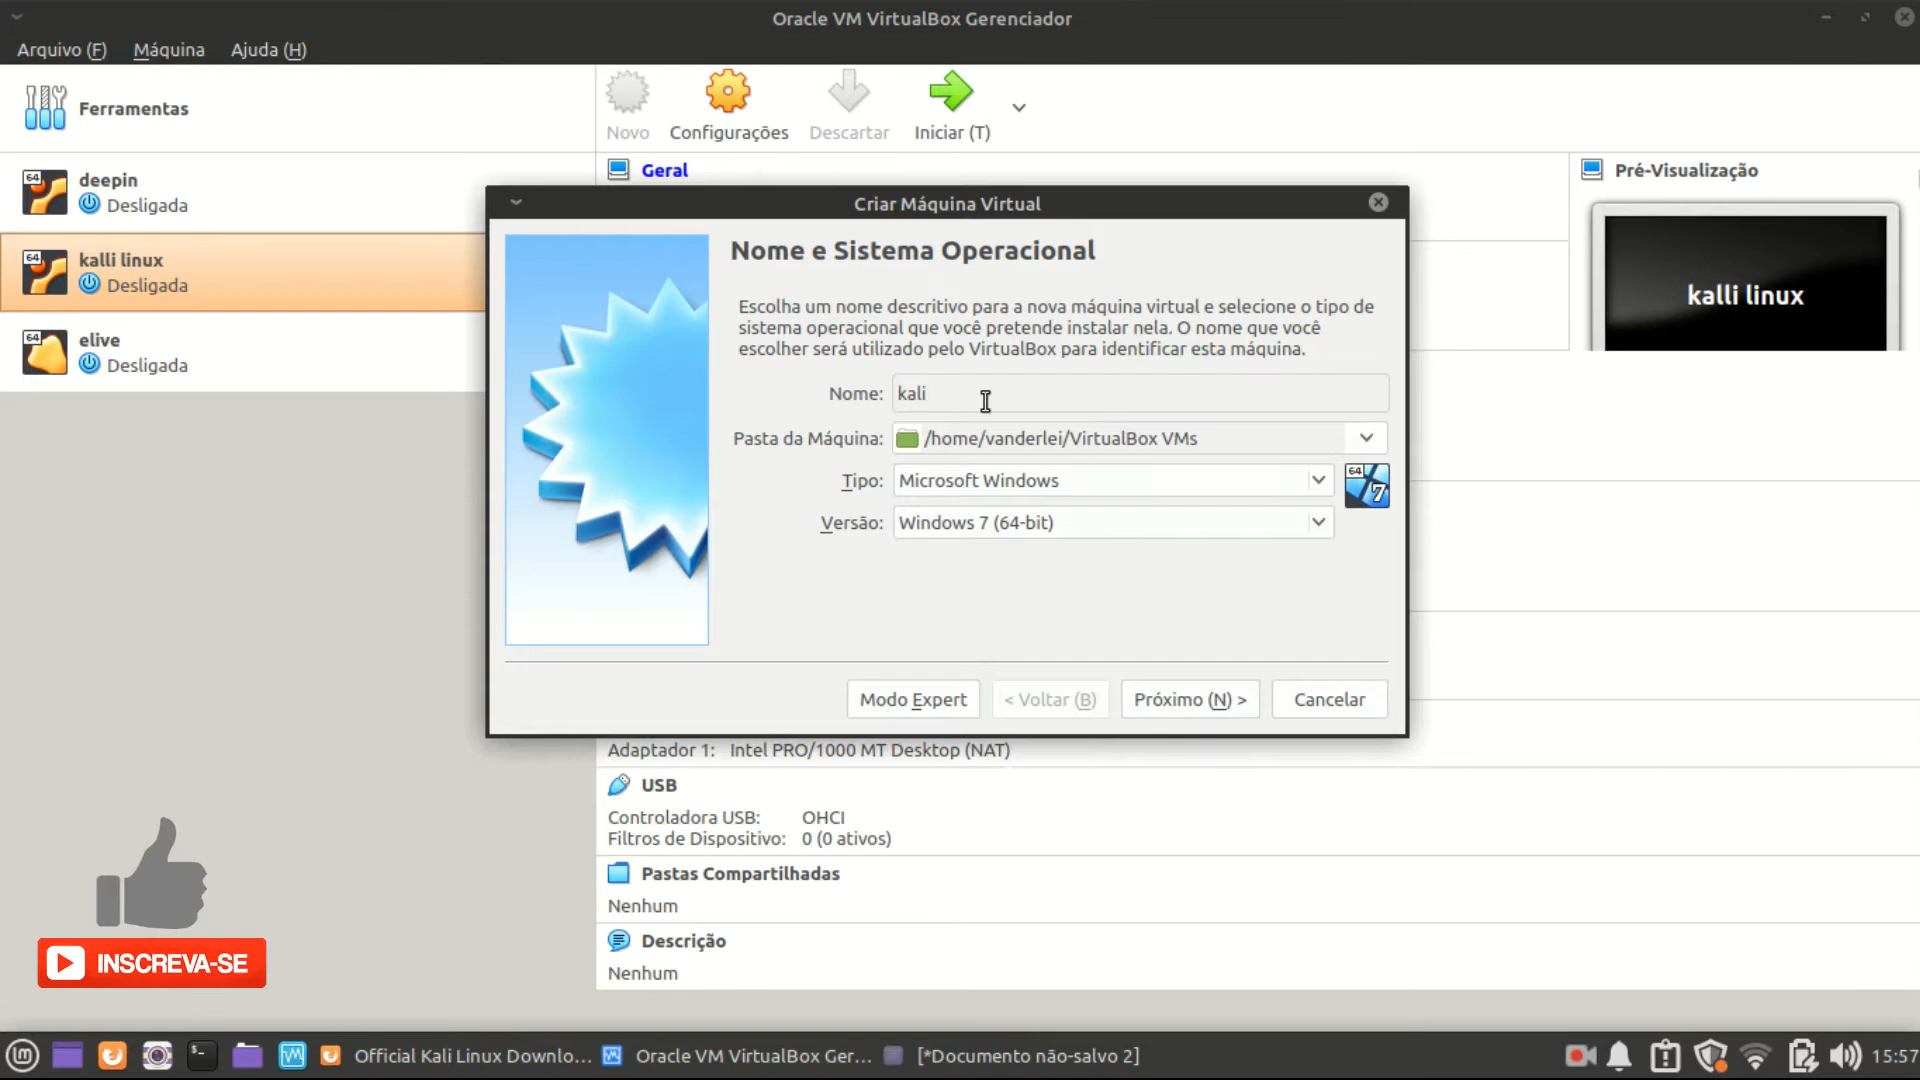 Oracle VM VirtualBox Gerenciador
Arquivo (F) Máquina Ajuda (H)
Ferramentas
Novo Configurações Descartar Iniciar (T)
64 deepin
Desligada
64 kalli linux
Desligada
64 elive
Desligada
Geral
Pré-Visualização
kalli linux
Criar Máquina Virtual
Nome e Sistema Operacional
Escolha um nome descritivo para a nova máquina virtual e selecione o tipo de
sistema operacional que você pretende instalar nela. O nome que você
escolher será utilizado pelo VirtualBox para identificar esta máquina.
Nome: kali
Pasta da Máquina: /home/vanderlei/VirtualBox VMs
Tipo: Microsoft Windows
64 7
Versão: Windows 7 (64-bit)
Modo Expert < Voltar (B) Próximo (N) > Cancelar
Adaptador 1: Intel PRO/1000 MT Desktop (NAT)
USB
Controladora USB: OHCI
Filtros de Dispositivo: 0 (0 ativos)
Pastas Compartilhadas
Nenhum
Descrição
Nenhum
INSCREVA-SE
Official Kali Linux Downlo... Oracle VM VirtualBox Ger... [*Documento não-salvo 2] 15:57